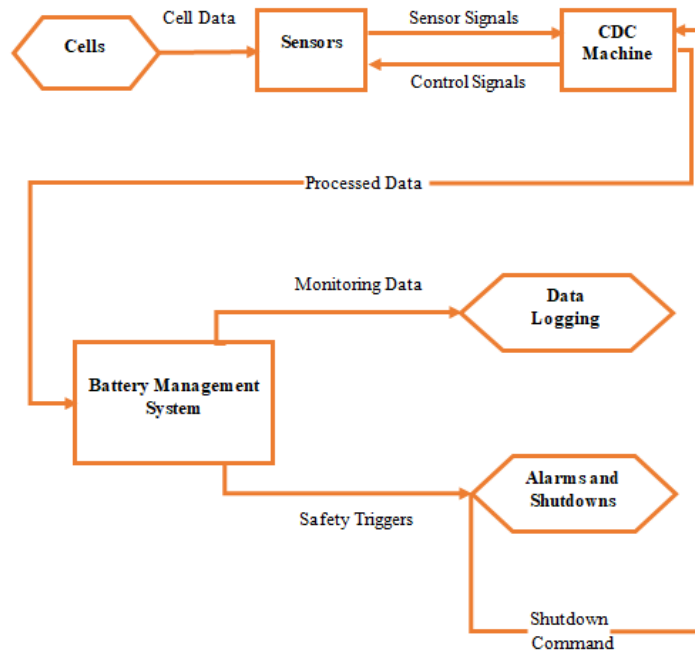 Cell Data
Sensor Signals
Cells
Sensors
CDC
Machine
Control Signals
Processed Data
Monitoring Data
Data
Logging
Battery Management
System
Alarms and
Shutdowns
Safety Triggers
Shutdown
Command